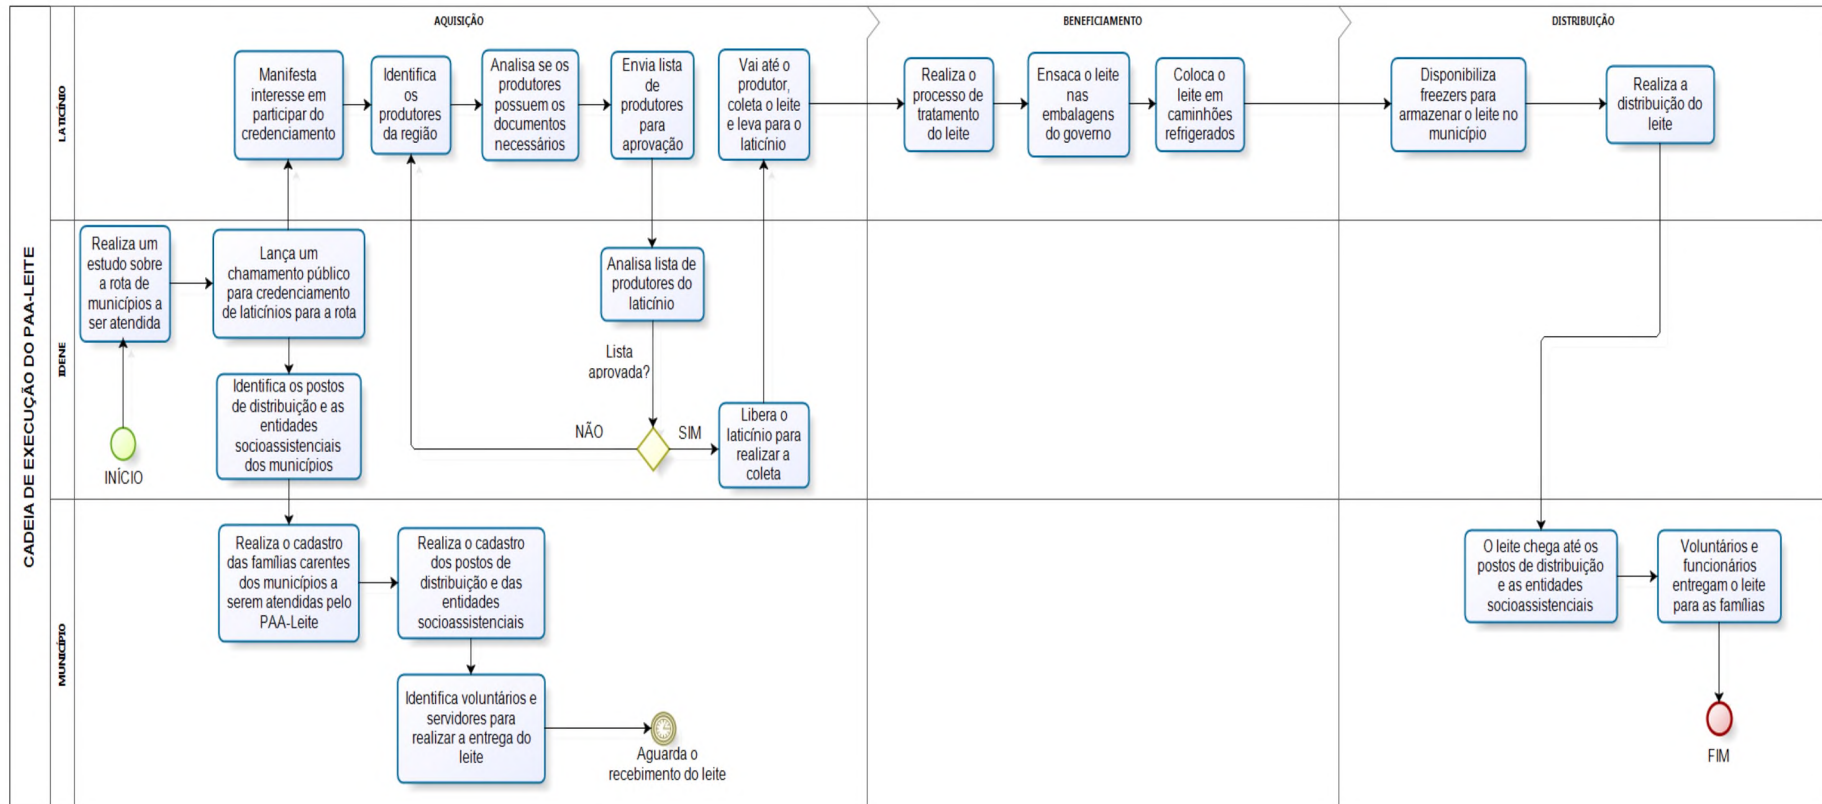 CADEIA DE EXECUÇÃO DO PAA-LEITE
AQUISIÇÃO
BENEFICIAMENTO
DISTRIBUIÇÃO
LATICÍNIO
Manifesta
interesse em
participar do
credenciamento
Identifica
os
produtores
da região
Analisa se os
produtores
possuem os
documentos
necessários
Envia lista
de
produtores
para
aprovação
Vai até o
produtor,
coleta o leite
e leva para o
laticínio
Realiza o
processo de
tratamento
do leite
Ensaca o leite
nas
embalagens
do governo
Coloca o
leite em
caminhões
refrigerados
Disponibiliza
freezers para
armazenar o leite no
município
Realiza a
distribuição do
leite
IDENE
Realiza um
estudo sobre
a rota de
municípios a
ser atendida
INÍCIO
Lança um
chamamento público
para credenciamento
de laticínios para a rota
Identifica os postos
de distribuição e as
entidades
socioassistenciais
dos municípios
Analisa lista de
produtores do
laticínio
Lista
aprovada?
NÃO
SIM
Libera o
laticínio para
realizar a
coleta
MUNICÍPIO
Realiza o cadastro
das famílias carentes
dos municípios a
serem atendidas pelo
PAA-Leite
Realiza o cadastro
dos postos de
distribuição e das
entidades
socioassistenciais
Identifica voluntários e
servidores para
realizar a entrega do
leite
Aguarda o
recebimento do leite
O leite chega até os
postos de distribuição
e as entidades
socioassistenciais
Voluntários e
funcionários
entregam o leite
para as famílias
FIM